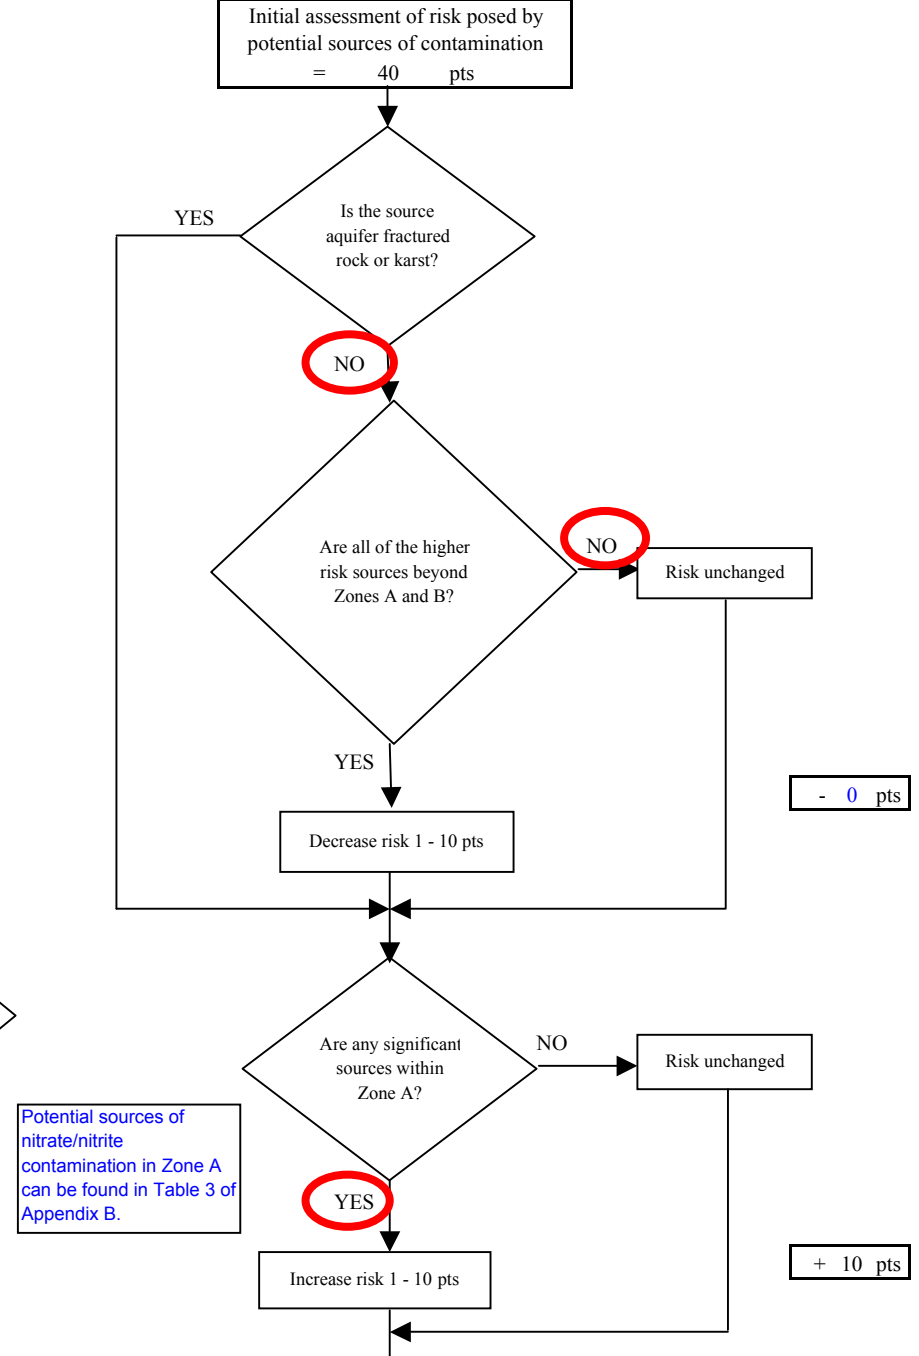 Initial assessment of risk posed by
potential sources of contamination
= 40 pts
YES
Is the source
aquifer fractured
rock or karst?
NO
Are all of the higher
risk sources beyond
Zones A and B?
NO
Risk unchanged
YES
- 0 pts
Decrease risk 1 - 10 pts
Are any significant
sources within
Zone A?
NO
Risk unchanged
Potential sources of
nitrate/nitrite
contamination in Zone A
can be found in Table 3 of
Appendix B.
YES
+ 10 pts
Increase risk 1 - 10 pts